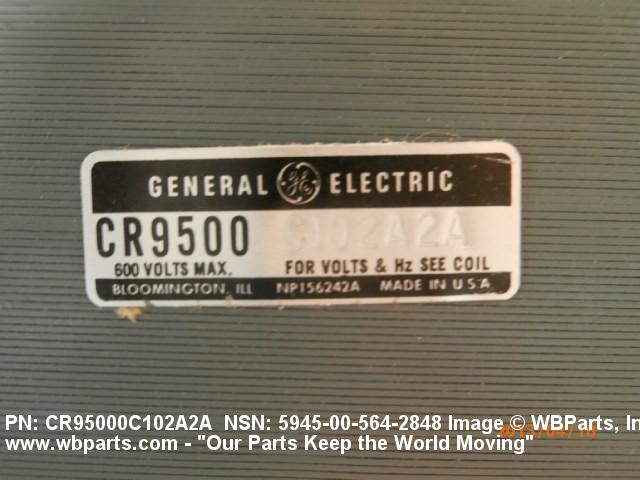 GENERAL GE ELECTRIC
CR9500 C102A2A
600 VOLTS MAX. FOR VOLTS & Hz SEE COIL
BLOOMINGTON, ILL NP156242A MADE IN U S A
PN: CR95000C102A2A NSN: 5945-00-564-2848 Image © WBParts, In
www.wbparts.com - "Our Parts Keep the World Moving"